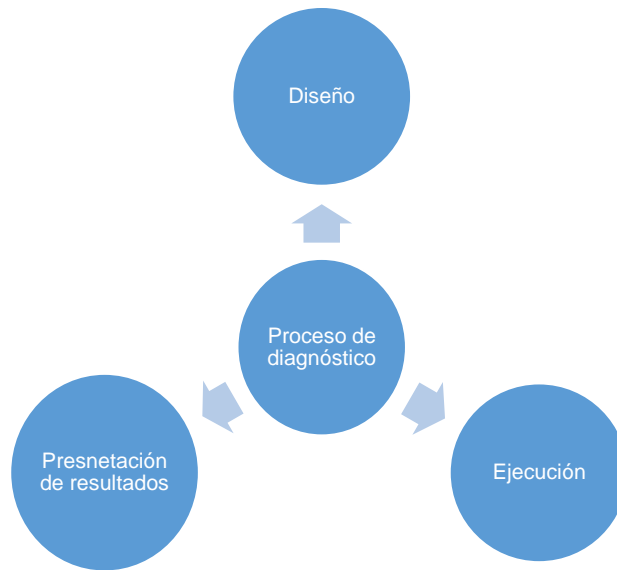 Diseño
Proceso de
diagnóstico
Presnetación
de resultados
Ejecución